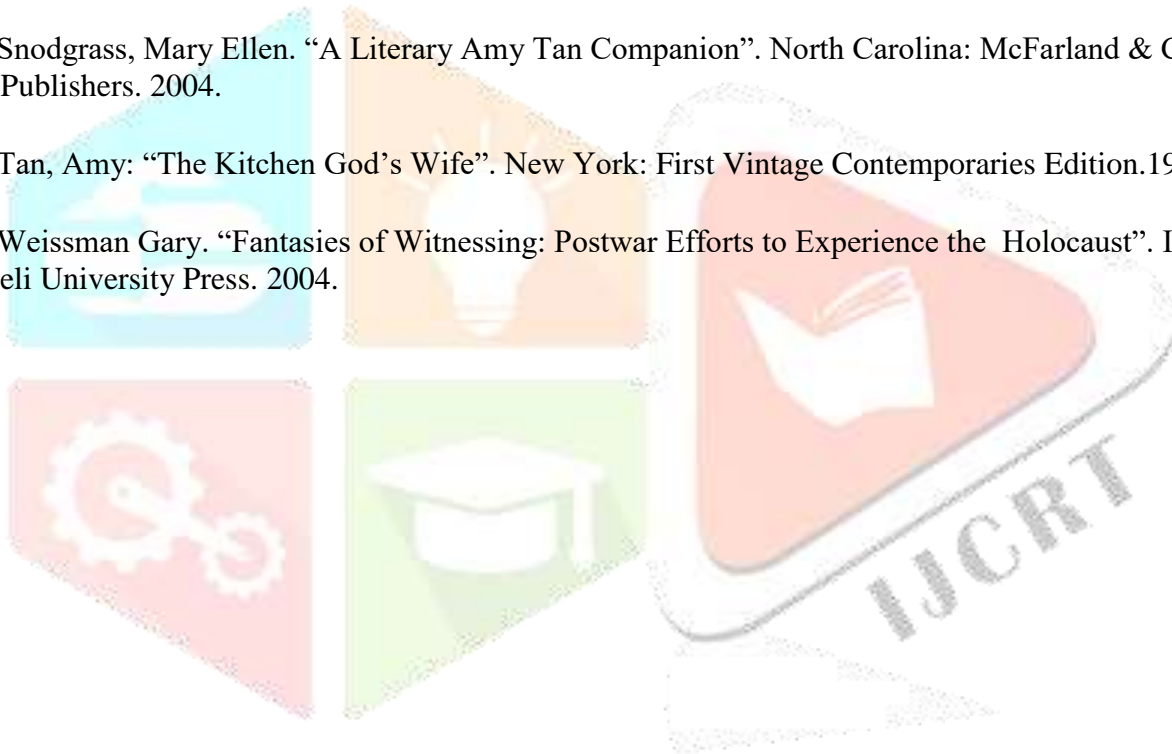 Snodgrass, Mary Ellen. “A Literary Amy Tan Companion”. North Carolina: McFarland &
Publishers. 2004.
Tan, Amy: “The Kitchen God’s Wife”. New York: First Vintage Contemporaries Edition.19
Weissman Gary. “Fantasies of Witnessing: Postwar Efforts to Experience the Holocaust”.
eli University Press. 2004.
IJCRT